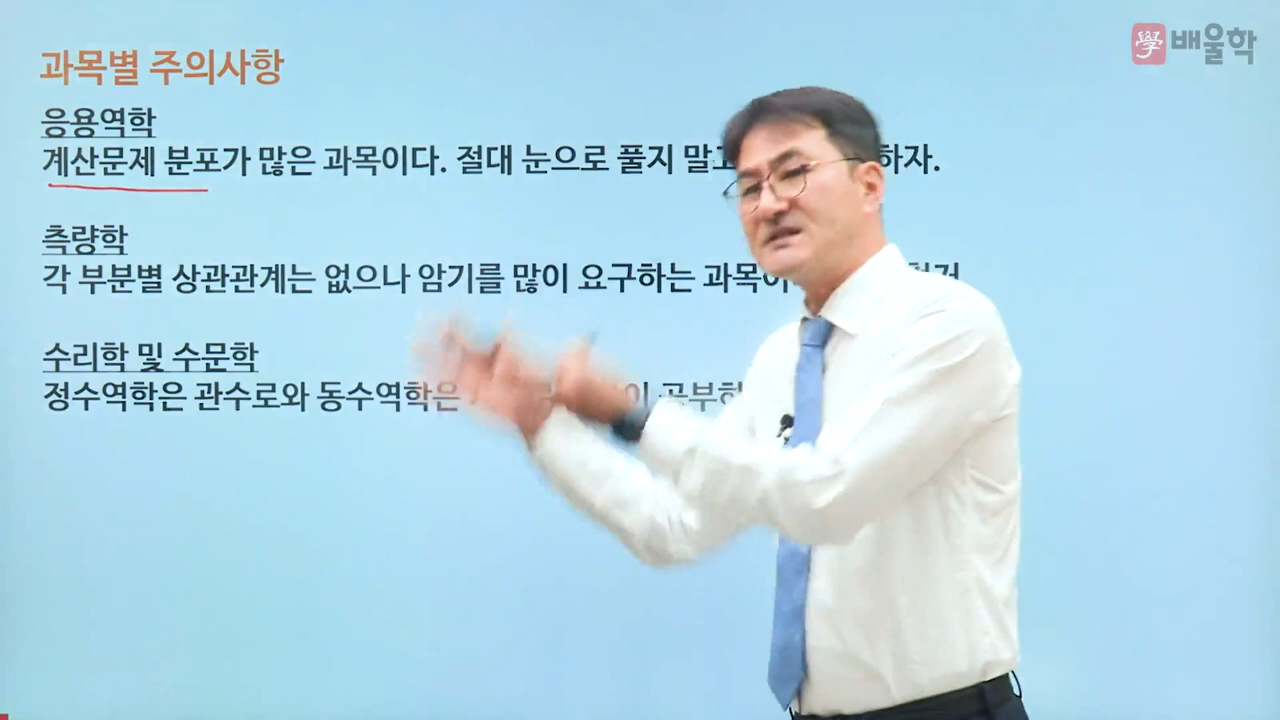 과목별 주의사항
學 배울학
응용역학
계산문제 분포가 많은 과목이다. 절대 눈으로 풀지 말고 하자.
측량학
각 부분별 상관관계는 없으나 암기를 많이 요구하는 과목이
수리학 및 수문학
정수역학은 관수로와 동수역학은 공부하